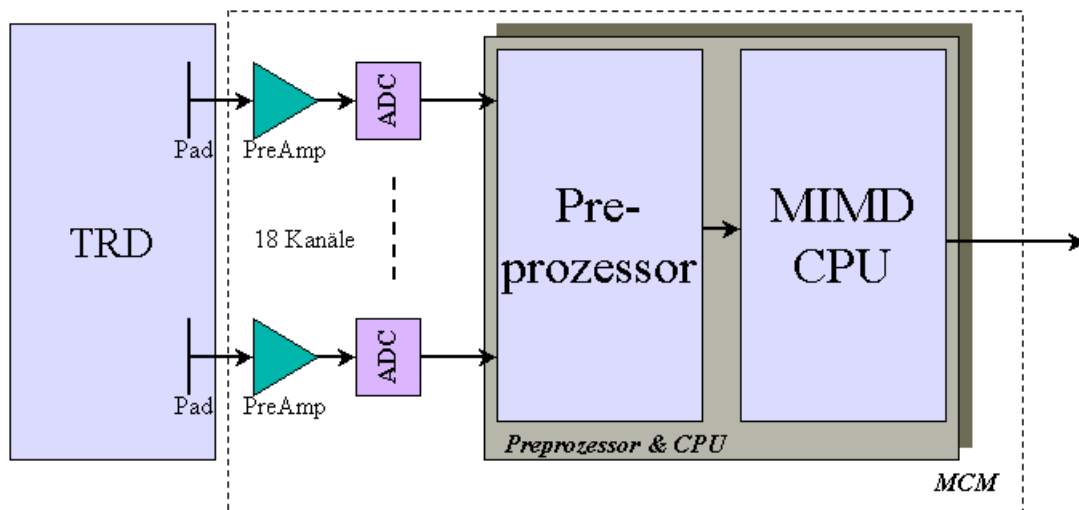 TRD
Pad
PreAmp
ADC
18 Kanäle
Pad
PreAmp
ADC
Pre-
prozessor
MIMD
CPU
Preprozessor & CPU
MCM